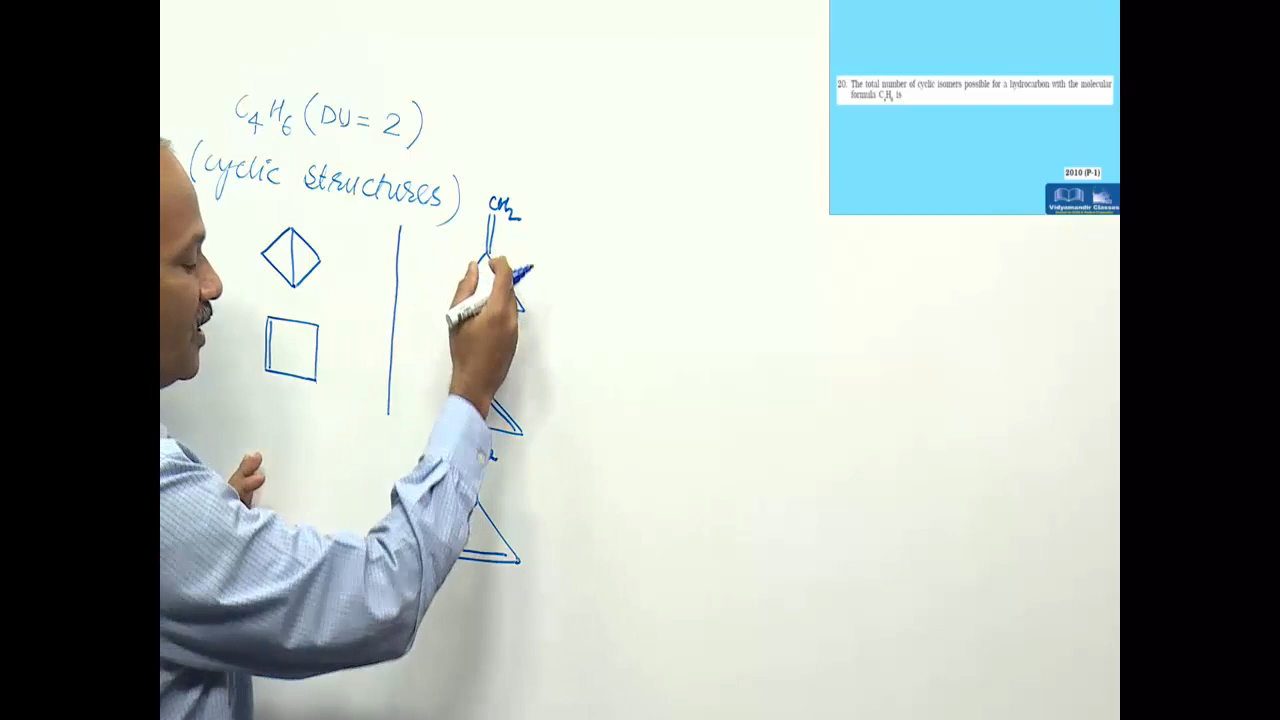 C4H6 (DU = 2)
(cyclic structures)
CH2
2
20. The total number of cyclic isomers possible for a hydrocarbon with the molecular
formula C4H6 is
2010 (P-1)
Vidyamandir Classes